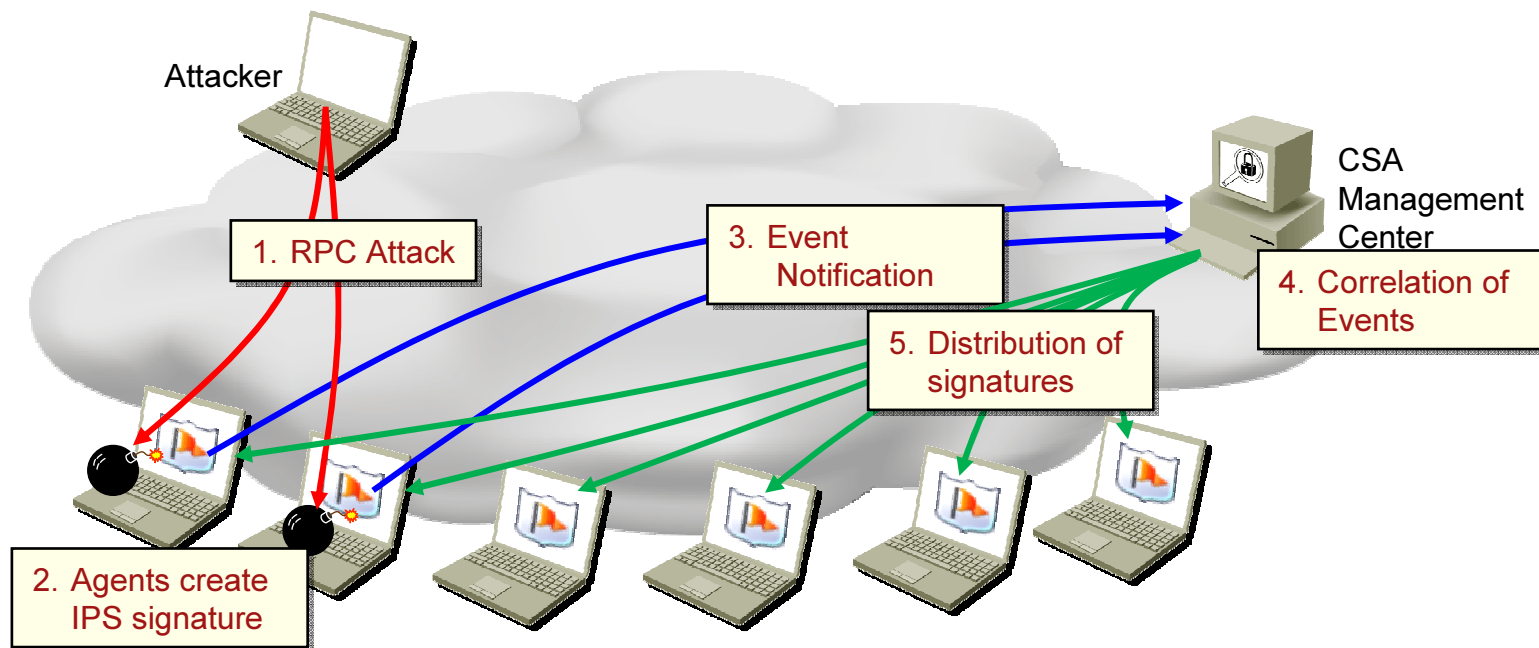 Attacker
CSA
Management
Center
1. RPC Attack
3. Event
Notification
4. Correlation of
Events
5. Distribution of
signatures
2. Agents create
IPS signature